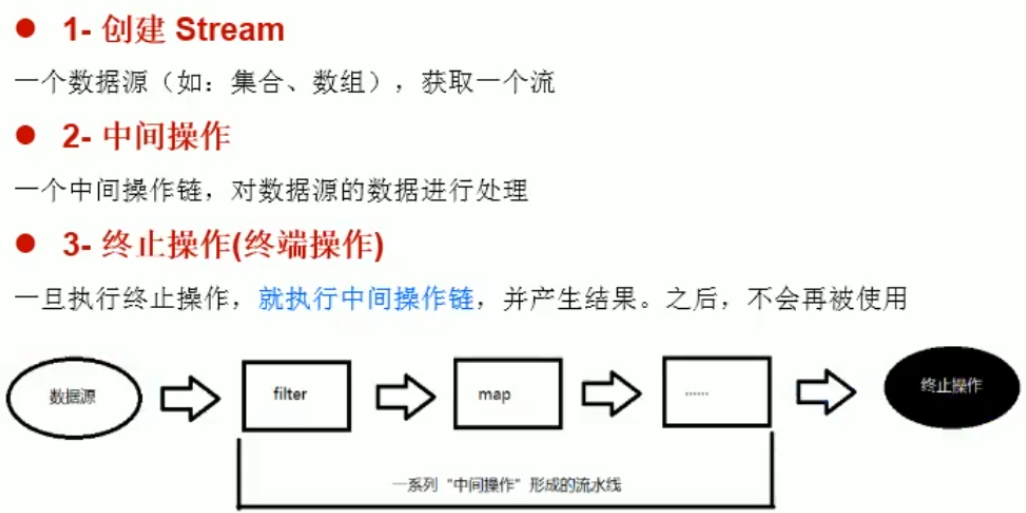 ● 1- 创建 Stream
一个数据源（如：集合、数组），获取一个流
● 2- 中间操作
一个中间操作链，对数据源的数据进行处理
● 3- 终止操作(终端操作)
一旦执行终止操作，就执行中间操作链，并产生结果。之后，不会再被使用
数据源
filter
map
......
终止操作
一系列“中间操作”形成的流水线